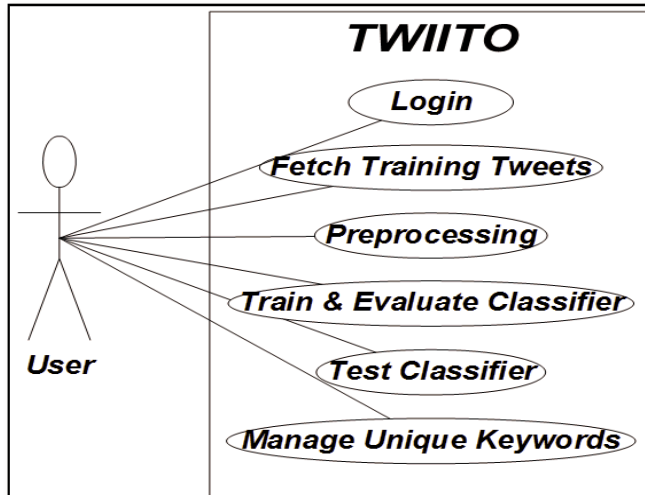 TWIITO
Login
Fetch Training Tweets
Preprocessing
Train & Evaluate Classifier
Test Classifier
Manage Unique Keywords
User